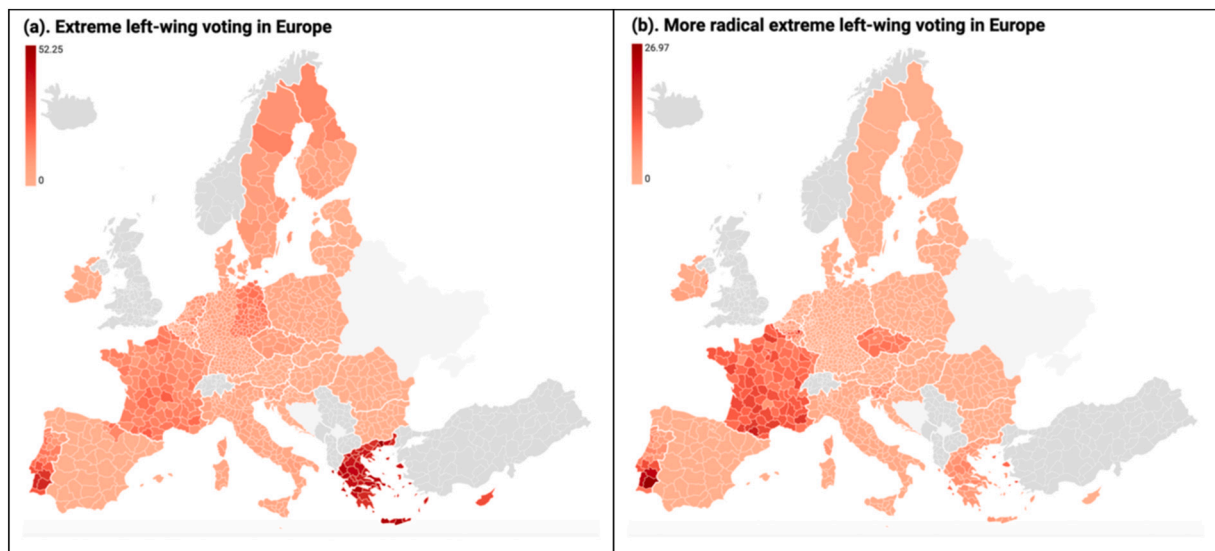 (a). Extreme left-wing voting in Europe
52.25
0
(b). More radical extreme left-wing voting in Europe
26.97
0